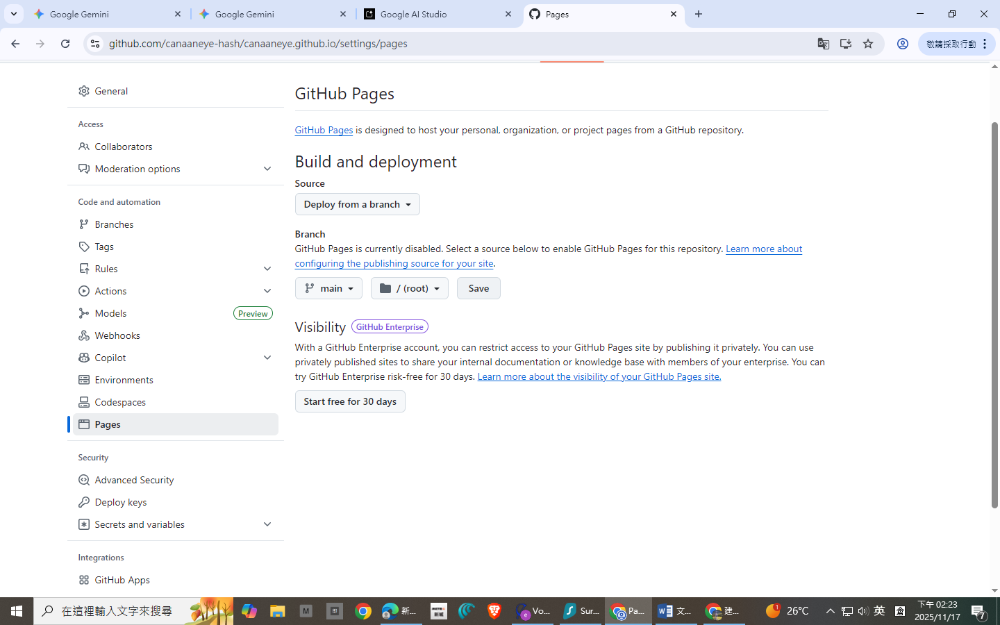 Google Gemini
Google Gemini
Google AI Studio
Pages
github.com/canaaneye-hash/canaaneye.github.io/settings/pages
敬請採取行動
General
Access
Collaborators
Moderation options
Code and automation
Branches
Tags
Rules
Actions
Models
Preview
Webhooks
Copilot
Environments
Codespaces
Pages
Security
Advanced Security
Deploy keys
Secrets and variables
Integrations
GitHub Apps
GitHub Pages
GitHub Pages is designed to host your personal, organization, or project pages from a GitHub repository.
Build and deployment
Source
Deploy from a branch
Branch
GitHub Pages is currently disabled. Select a source below to enable GitHub Pages for this repository. Learn more about
configuring the publishing source for your site.
main
/ (root)
Save
Visibility
GitHub Enterprise
With a GitHub Enterprise account, you can restrict access to your GitHub Pages site by publishing it privately. You can use
privately published sites to share your internal documentation or knowledge base with members of your enterprise. You can
try GitHub Enterprise risk-free for 30 days. Learn more about the visibility of your GitHub Pages site.
Start free for 30 days
在這裡輸入文字來搜尋
新...
Vo...
Sur...
Pa...
文...
建...
1
26°C
英
倉
下午 02:23
2025/11/17
7